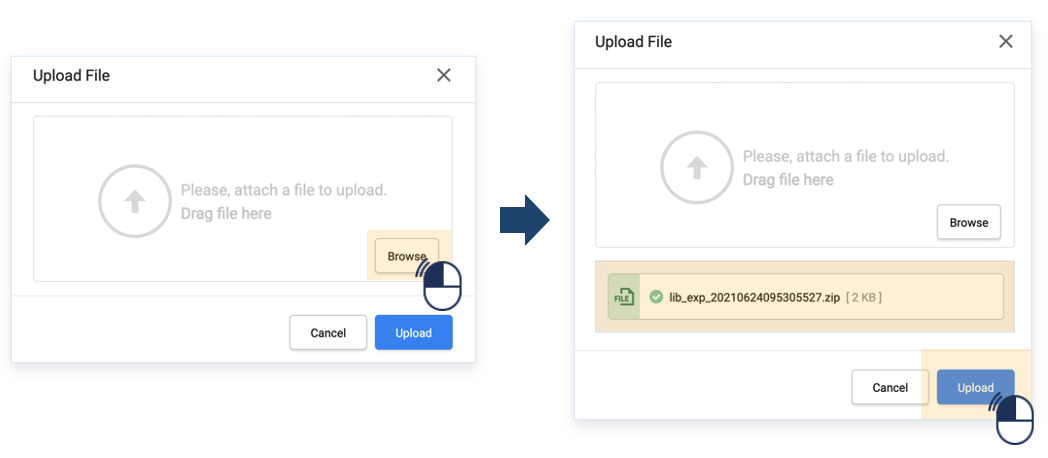 Upload File
Please, attach a file to upload.
Drag file here
Browse
Cancel
Upload
Upload File
Please, attach a file to upload.
Drag file here
Browse
FILE
lib_exp_20210624095305527.zip [ 2 KB ]
Cancel
Upload